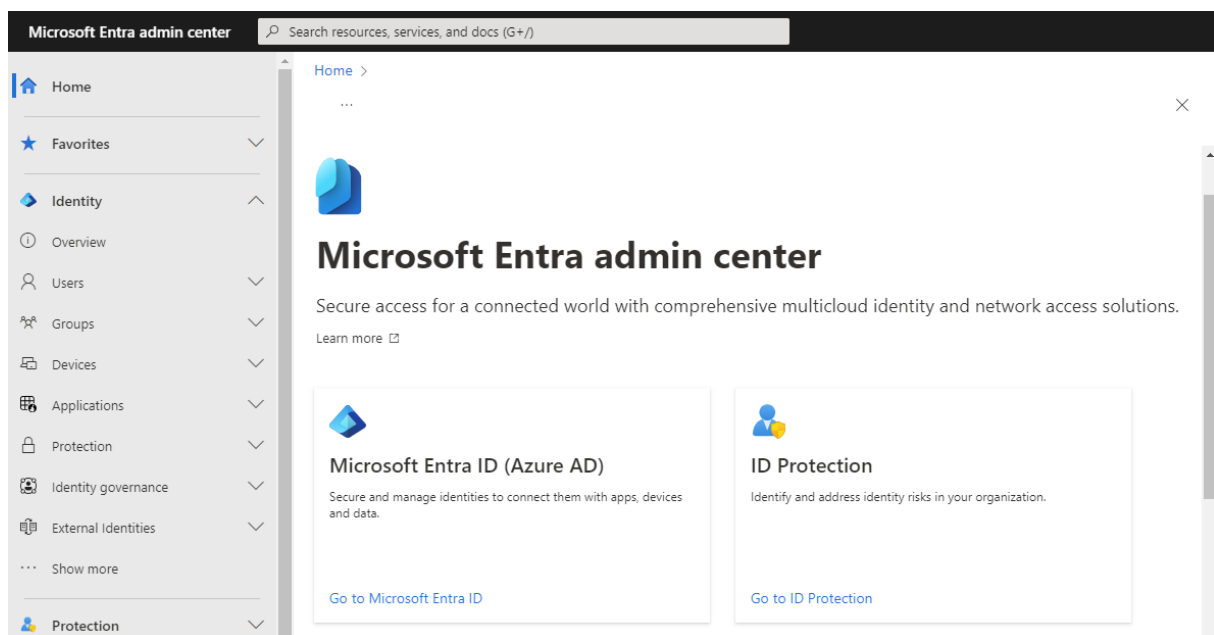 Microsoft Entra admin center
Search resources, services, and docs (G+/)
Home
Favorites
Identity
Overview
Users
Groups
Devices
Applications
Protection
Identity governance
External Identities
... Show more
Protection
Home >
...
Microsoft Entra admin center
Secure access for a connected world with comprehensive multicloud identity and network access solutions.
Learn more
Microsoft Entra ID (Azure AD)
Secure and manage identities to connect them with apps, devices
and data.
Go to Microsoft Entra ID
ID Protection
Identify and address identity risks in your organization.
Go to ID Protection